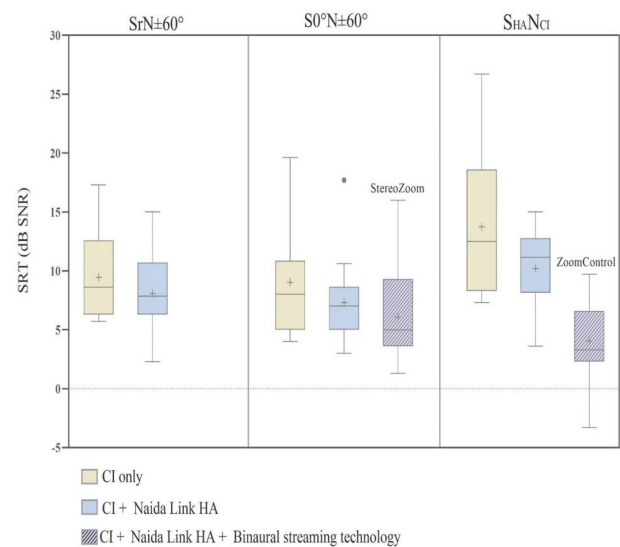 SrN±60° S0°N±60° SHANCI
30
25
20
15
10
5
0
-5
SRT (dB SNR)
StereoZoom
ZoomControl
CI only
CI + Naida Link HA
CI + Naida Link HA + Binaural streaming technology